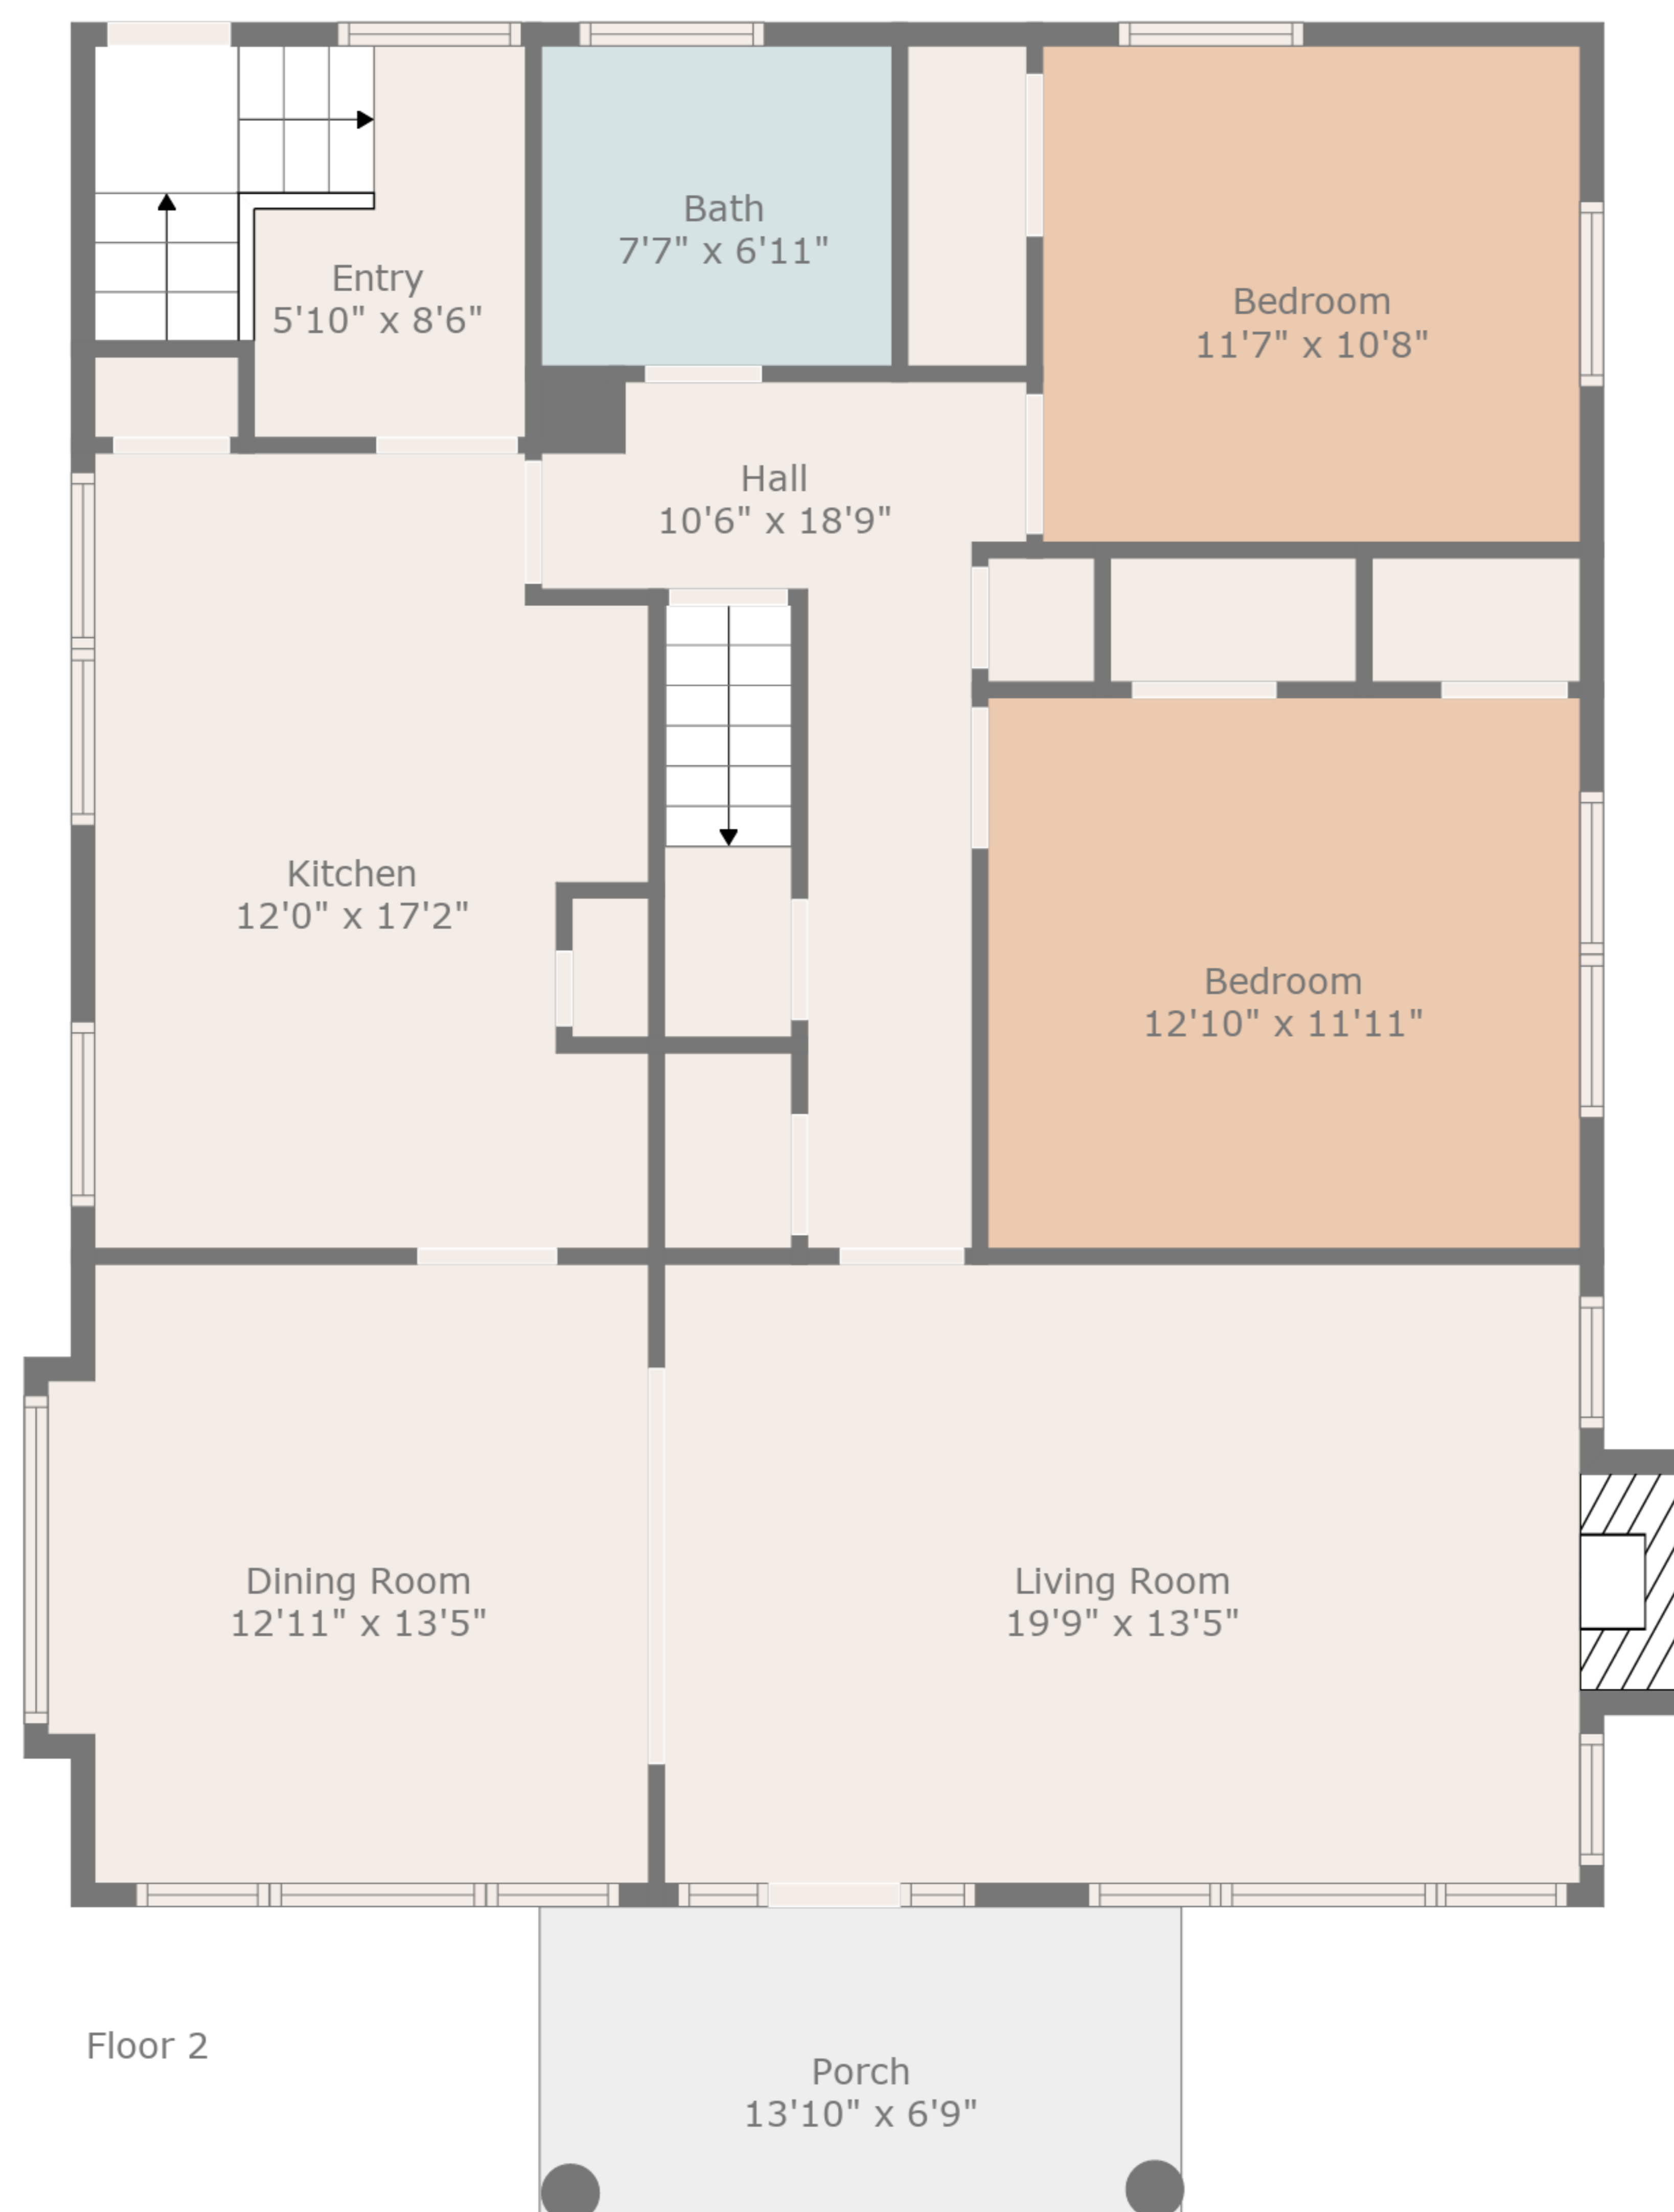 Bath
7'7" x 6'11"
Entry
5'10" x 8'6"
Bedroom
11'7" x 10'8"
Hall
10'6" x 18'9"
Kitchen
12'0" x 17'2"
Bedroom
12'10" x 11'11"
Dining Room
12'11" x 13'5"
Living Room
19'9" x 13'5"
Floor 2
Porch
13'10" x 6'9"